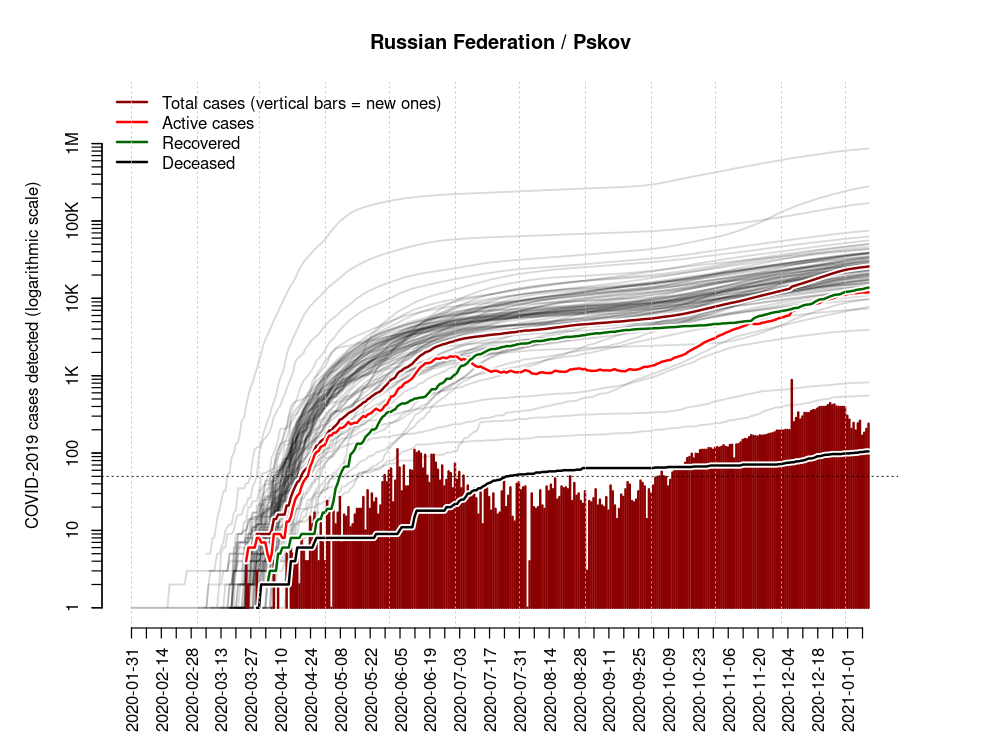 Russian Federation / Pskov
Total cases (vertical bars = new ones)
Active cases
Recovered
Deceased
COVID-2019 cases detected (logarithmic scale)
1M
100K
10K
1K
100
10
1
2020-01-31
2020-02-14
2020-02-28
2020-03-13
2020-03-27
2020-04-10
2020-04-24
2020-05-08
2020-05-22
2020-06-05
2020-06-19
2020-07-03
2020-07-17
2020-07-31
2020-08-14
2020-08-28
2020-09-11
2020-09-25
2020-10-09
2020-10-23
2020-11-06
2020-11-20
2020-12-04
2020-12-18
2021-01-01